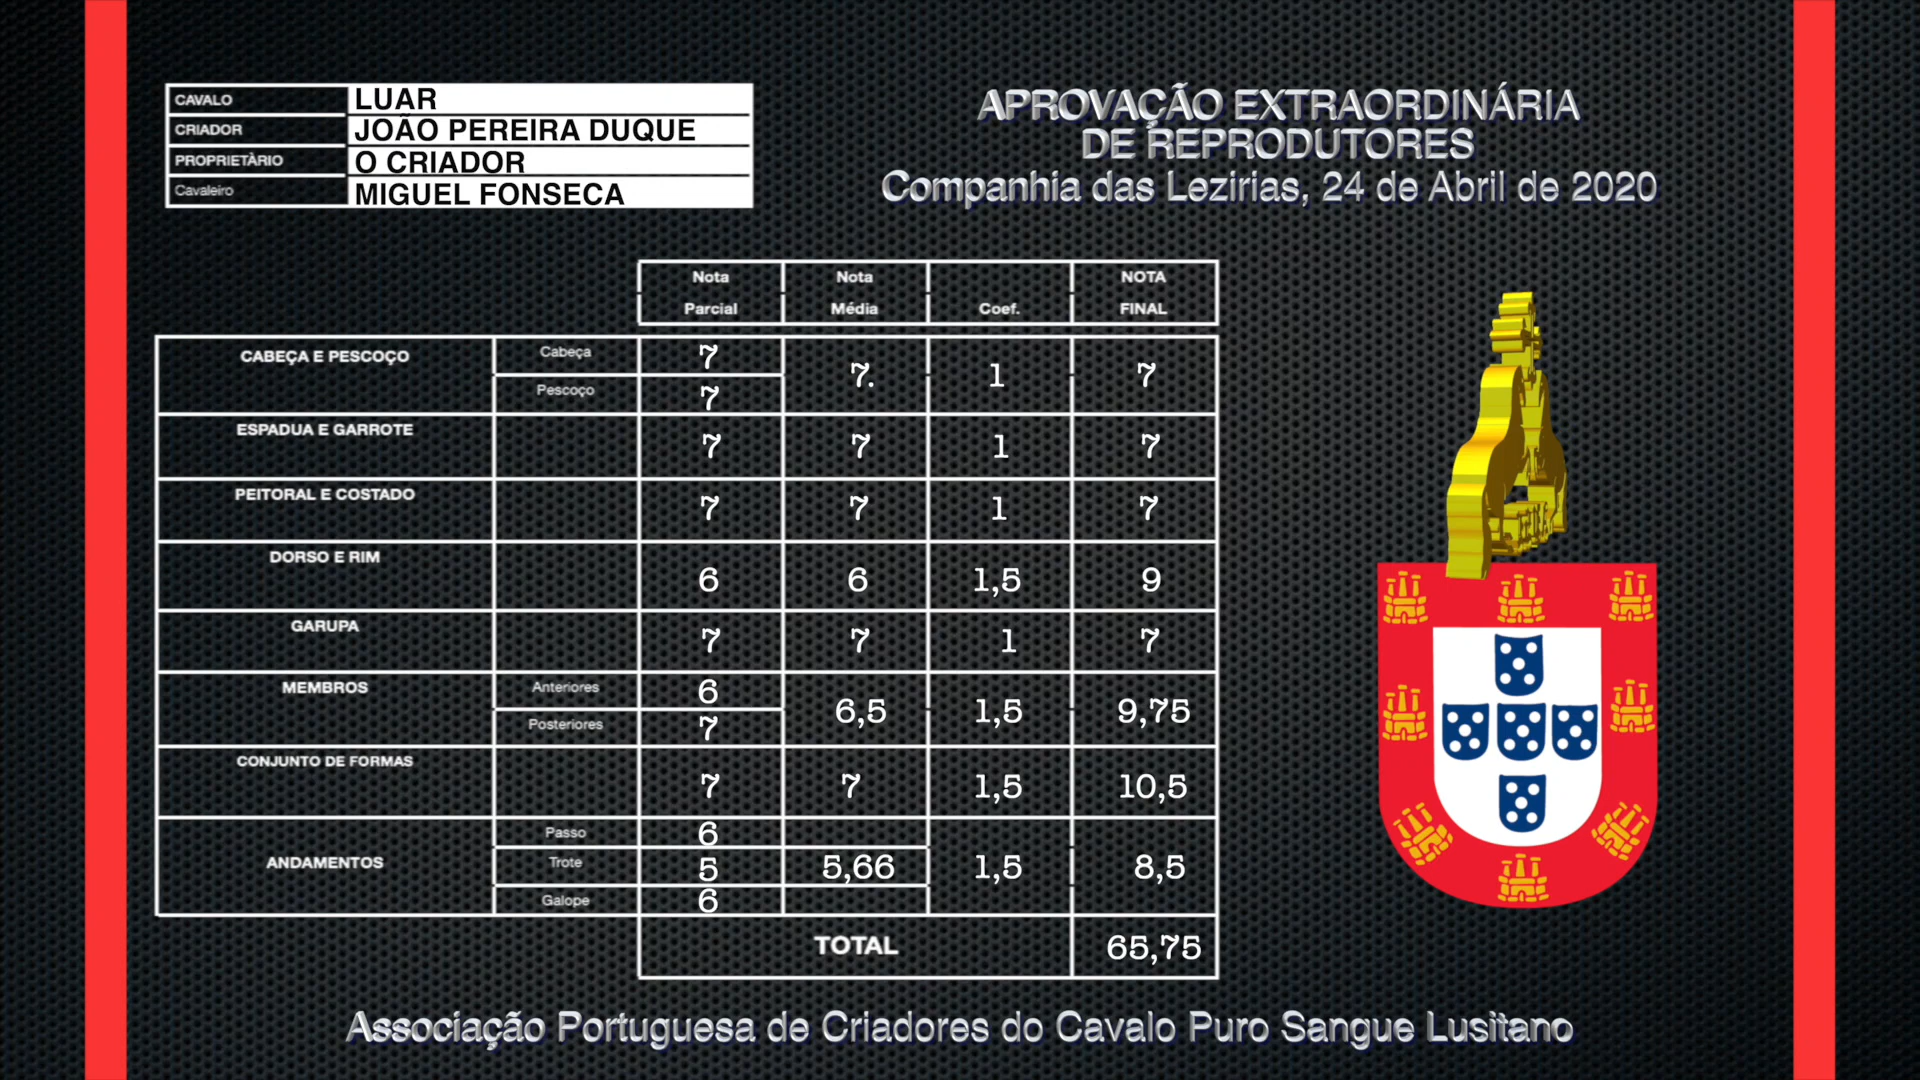 CAVALO LUAR
CRIADOR JOÃO PEREIRA DUQUE
PROPRIETÀRIO O CRIADOR
Cavaleiro MIGUEL FONSECA
APROVAÇÃO EXTRAORDINÁRIA
DE REPRODUTORES
Companhia das Lezirias, 24 de Abril de 2020
Nota Nota NOTA
Parcial Média Coef. FINAL
CABEÇA E PESCOÇO Cabeça 7 7. 1 7
Pescoço 7
ESPADUA E GARROTE 7 7 1 7
PEITORAL E COSTADO 7 7 1 7
DORSO E RIM 6 6 1,5 9
GARUPA 7 7 1 7
MEMBROS Anteriores 6 6,5 1,5 9,75
Posteriores 7
CONJUNTO DE FORMAS 7 7 1,5 10,5
Passo 6
ANDAMENTOS Trote 5 5,66 1,5 8,5
Galope 6
TOTAL 65,75
Associação Portuguesa de Criadores do Cavalo Puro Sangue Lusitano